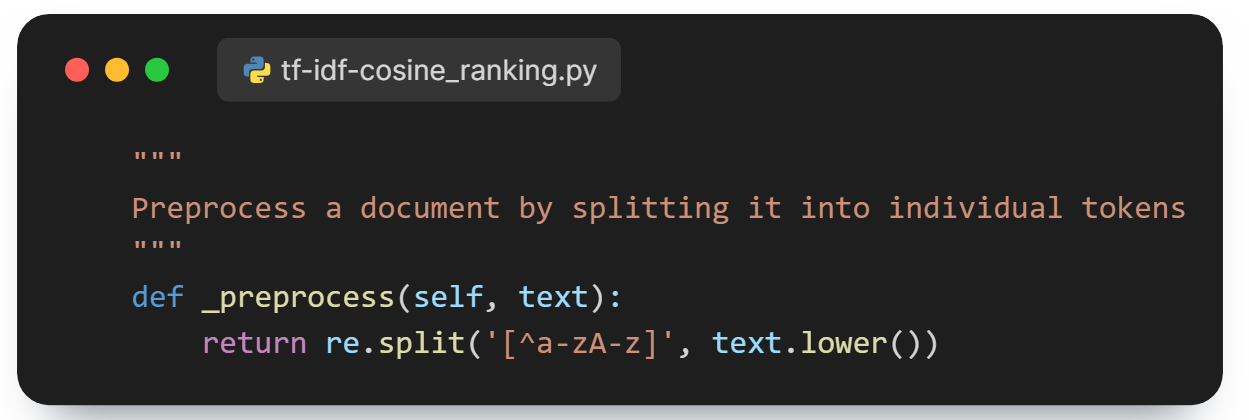 tf-idf-cosine_ranking.py
"""
Preprocess a document by splitting it into individual tokens
"""
def _preprocess(self, text):
    return re.split('[^a-zA-z]', text.lower())